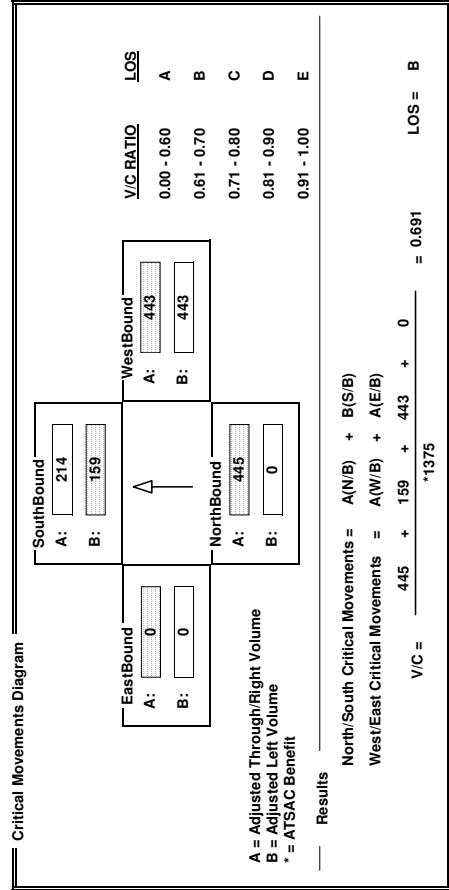 Critical Movements Diagram
SouthBound
A: 214
B: 159
EastBound
A: 0
B: 0
WestBound
A: 443
B: 443
NorthBound
A: 445
B: 0
V/C RATIO LOS
0.00 - 0.60 A
0.61 - 0.70 B
0.71 - 0.80 C
0.81 - 0.90 D
0.91 - 1.00 E
A = Adjusted Through/Right Volume
B = Adjusted Left Volume
* = ATSAC Benefit
Results
North/South Critical Movements = A(N/B) + B(S/B)
West/East Critical Movements = A(W/B) + A(E/B)
V/C = 445 + 159 + 443 + 0 = 0.691 LOS = B
*1375